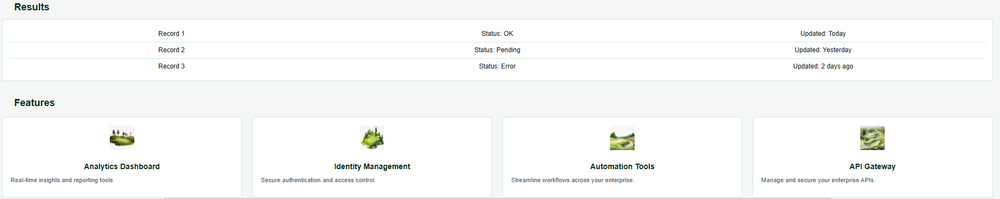 Results
Record 1 Status: OK Updated: Today
Record 2 Status: Pending Updated: Yesterday
Record 3 Status: Error Updated: 2 days ago
Features
Analytics Dashboard
Real-time insights and reporting tools.
Identity Management
Secure authentication and access control.
Automation Tools
Streamline workflows across your enterprise.
API Gateway
Manage and secure your enterprise APIs.